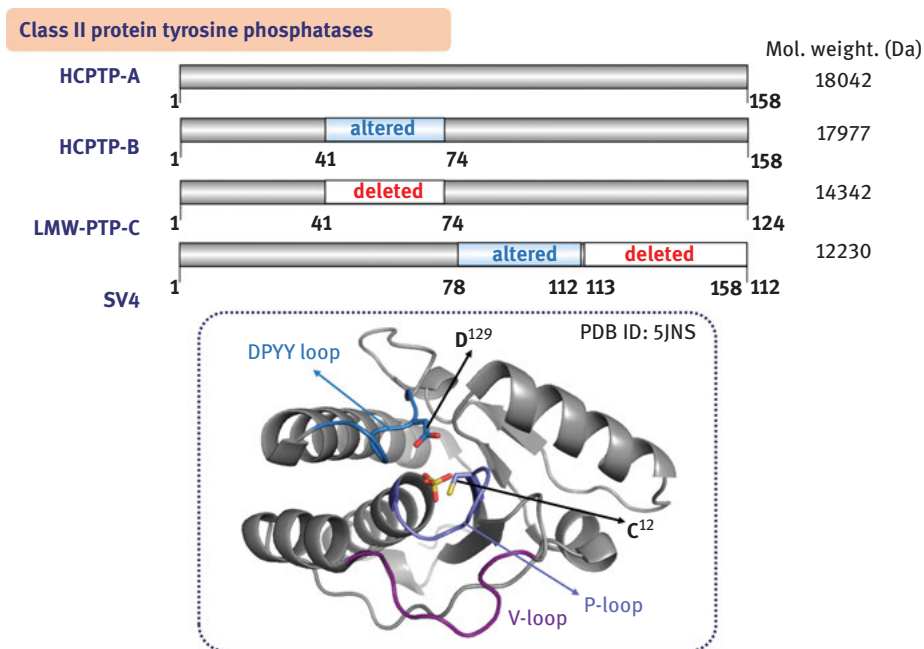 Class II protein tyrosine phosphatases
Mol. weight. (Da)
HCPTP-A
1
158
18042
HCPTP-B
altered
1
41
74
158
17977
LMW-PTP-C
deleted
1
41
74
124
14342
SV4
altered
deleted
1
78
112
113
158
112
12230
PDB ID: 5JNS
DPYY loop
D129
C12
V-loop
P-loop